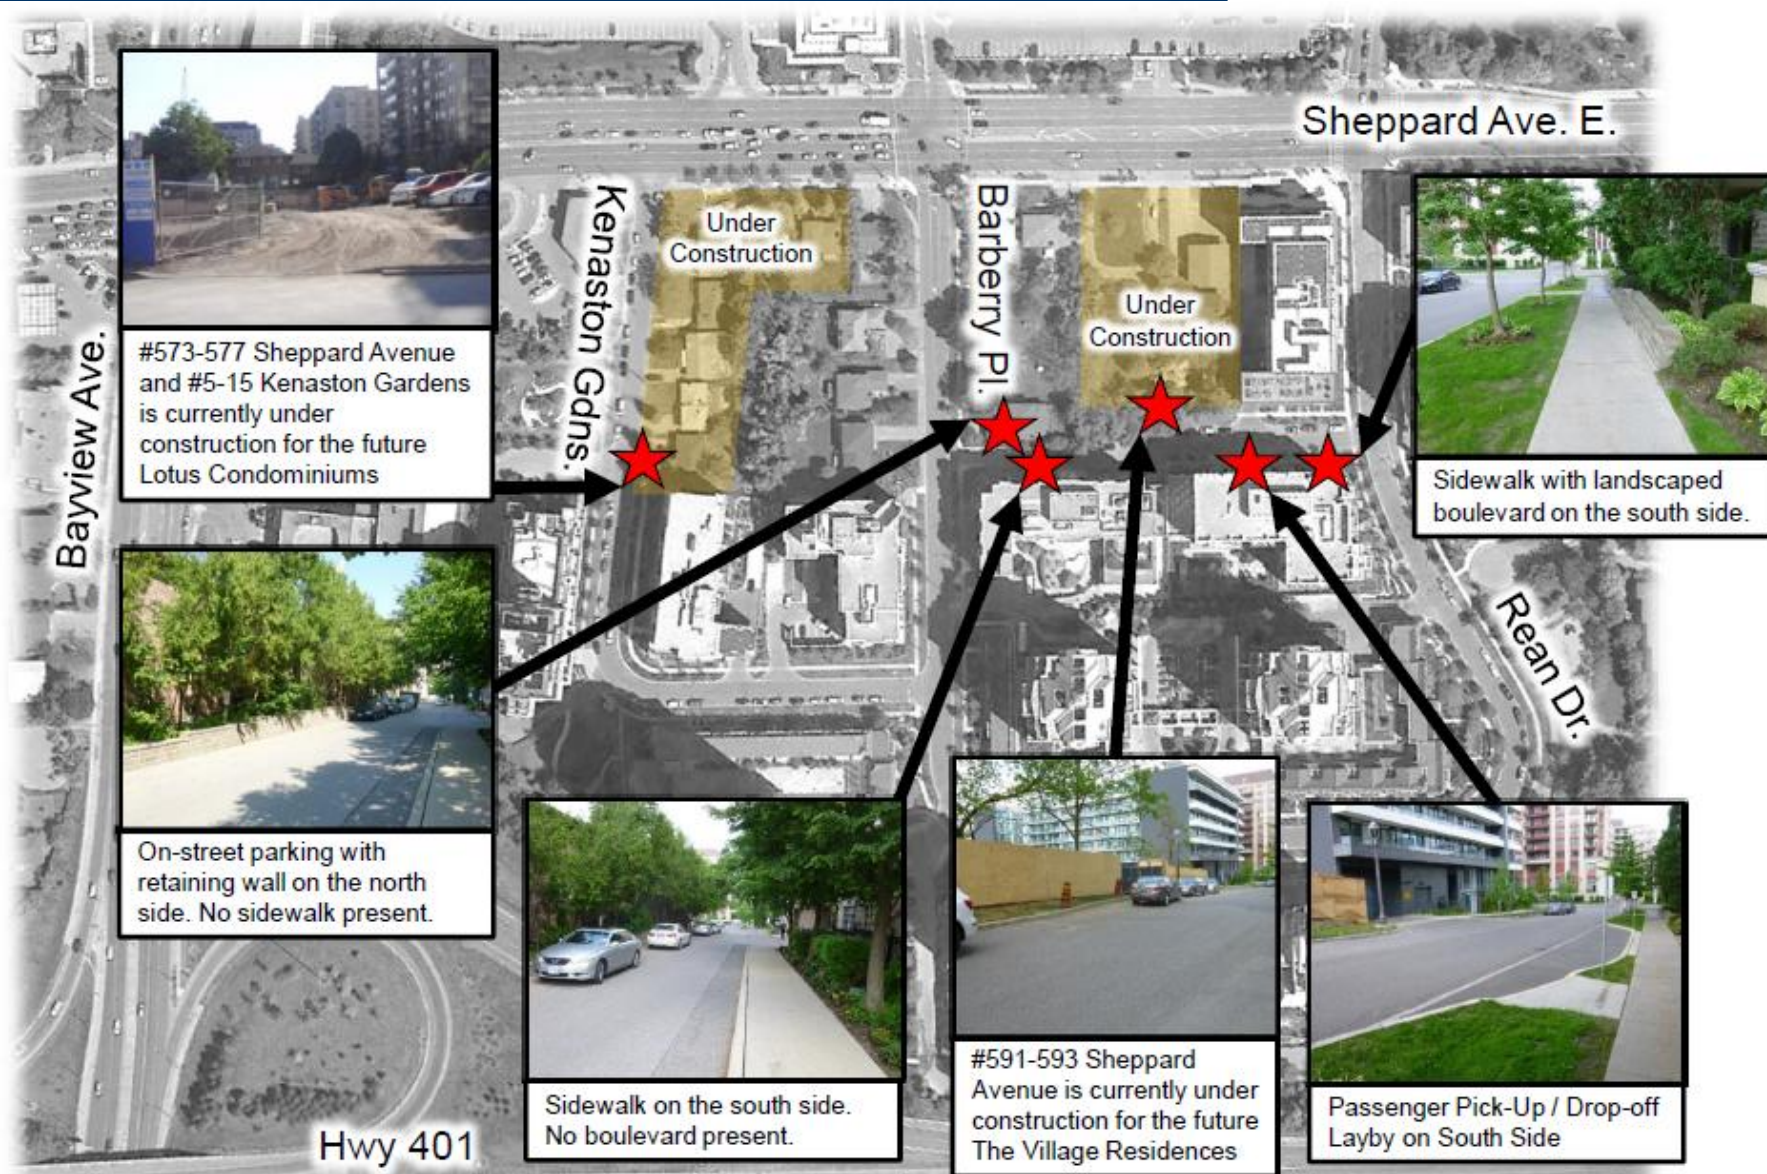 Sheppard Ave. E.
Kenaston Gdns.
Under
Construction
Barberry Pl.
Under
Construction
Bayview Ave.
#573-577 Sheppard Avenue
and #5-15 Kenaston Gardens
is currently under
construction for the future
Lotus Condominiums
Sidewalk with landscaped
boulevard on the south side.
Rean Dr.
On-street parking with
retaining wall on the north
side. No sidewalk present.
Sidewalk on the south side.
No boulevard present.
#591-593 Sheppard
Avenue is currently under
construction for the future
The Village Residences
Passenger Pick-Up / Drop-off
Layby on South Side
Hwy 401